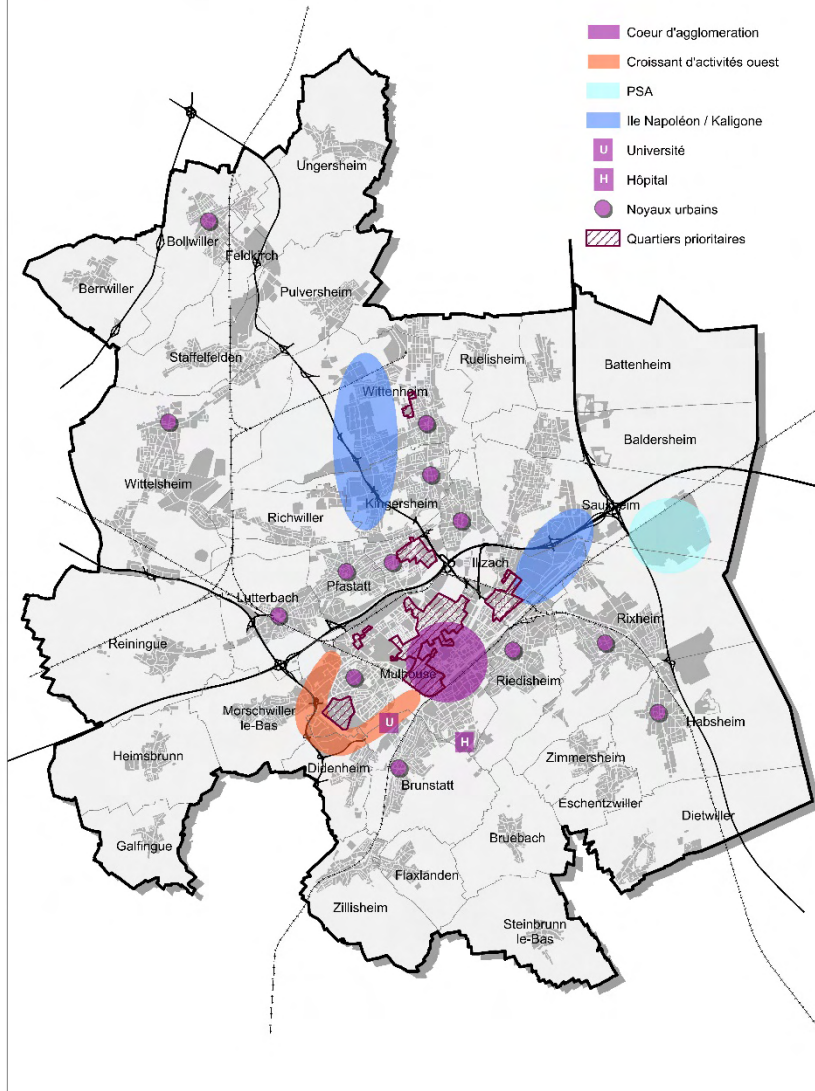 Coeur d'agglomeration
Croissant d'activités ouest
PSA
Ile Napoléon / Kaligone
U Université
H Hôpital
Noyaux urbains
Quartiers prioritaires
Ungersheim
Bollwiller
Feldkirch
Berrwiller
Pulversheim
Staffelfelden
Ruelisheim
Battenheim
Wittenheim
Baldersheim
Wittelsheim
Kingersheim
Sausheim
Richwiller
Illzach
Pfastatt
Lutterbach
Rixheim
Reiningue
Mulhouse
Riedisheim
Morschwiller
le-Bas
Habsheim
U
H
Heimsbrunn
Didenheim
Zimmersheim
Brunstatt
Eschentzwiller
Dietwiller
Galfingue
Bruebach
Flaxlanden
Zillisheim
Steinbrunn
le-Bas